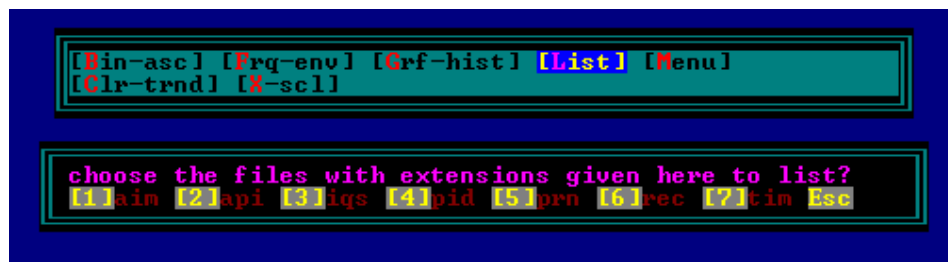 [Bin-asc] [Frq-env] [Grf-hist] [List] [Menu]
[Clr-trnd] [X-scl]
choose the files with extensions given here to list?
[1]aim [2]api [3]iqs [4]pid [5]prn [6]rec [7]tim Esc